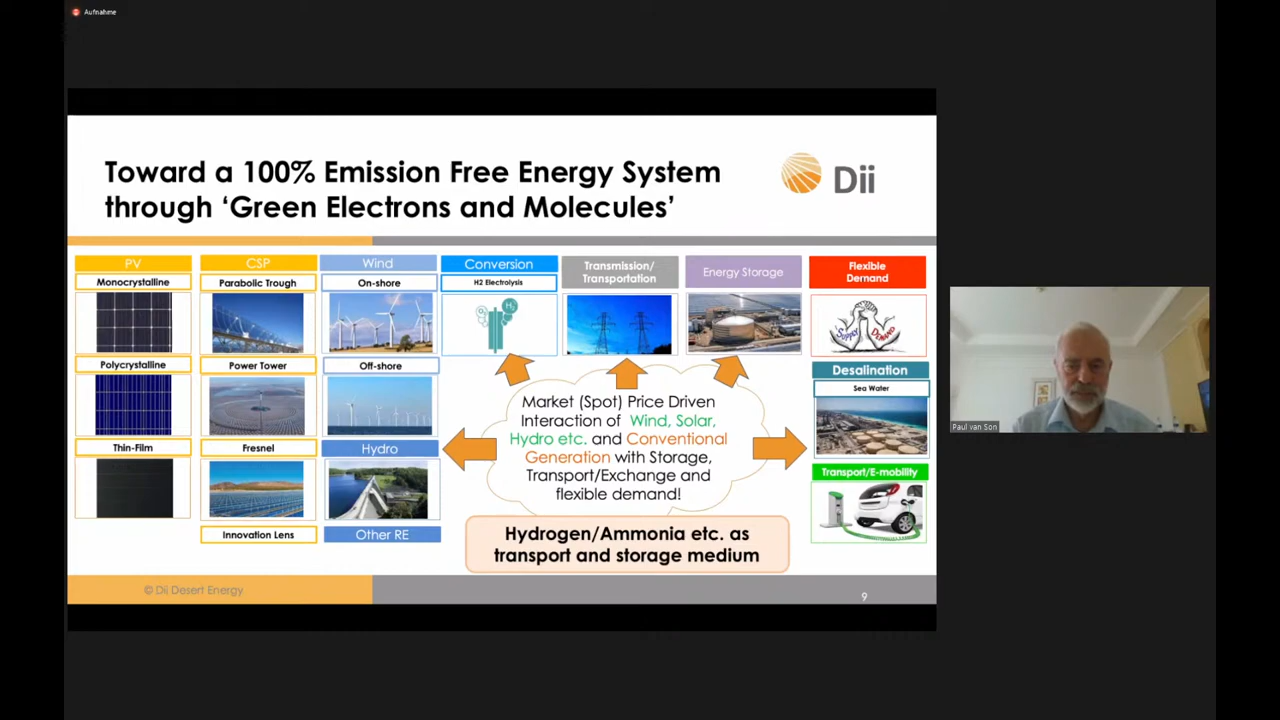 Aufnahme
Toward a 100% Emission Free Energy System
through ‘Green Electrons and Molecules’
Dii
PV
Monocrystalline
Polycrystalline
Thin-Film
CSP
Parabolic Trough
Power Tower
Fresnel
Innovation Lens
Wind
On-shore
Off-shore
Hydro
Other RE
Conversion
H2 Electrolysis
O2
H2
Transmission/
Transportation
Energy Storage
Flexible
Demand
SUPPLY
DEMAND
Desalination
Sea Water
Transport/E-mobility
Market (Spot) Price Driven
Interaction of Wind, Solar,
Hydro etc. and Conventional
Generation with Storage,
Transport/Exchange and
flexible demand!
Hydrogen/Ammonia etc. as
transport and storage medium
© Dii Desert Energy
9
Paul van Son